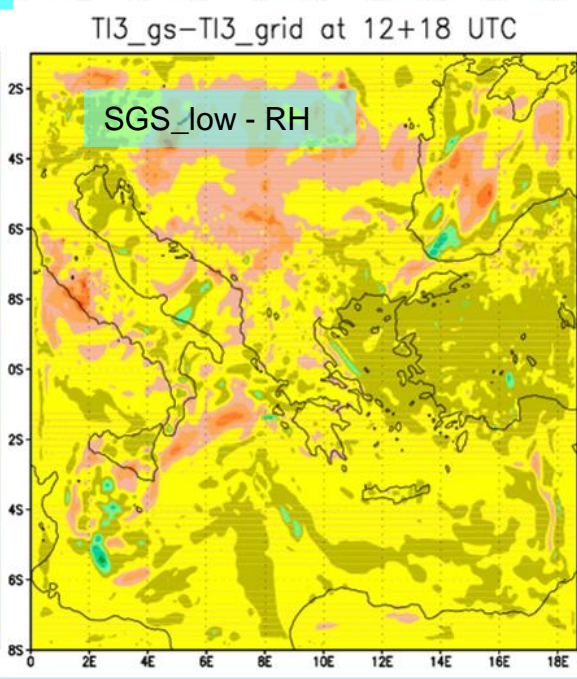 TI3_gs-TI3_grid at 12+18 UTC
SGS_low - RH
2S
4S
6S
8S
0S
2S
4S
6S
8S
0 2E 4E 6E 8E 10E 12E 14E 16E 18E